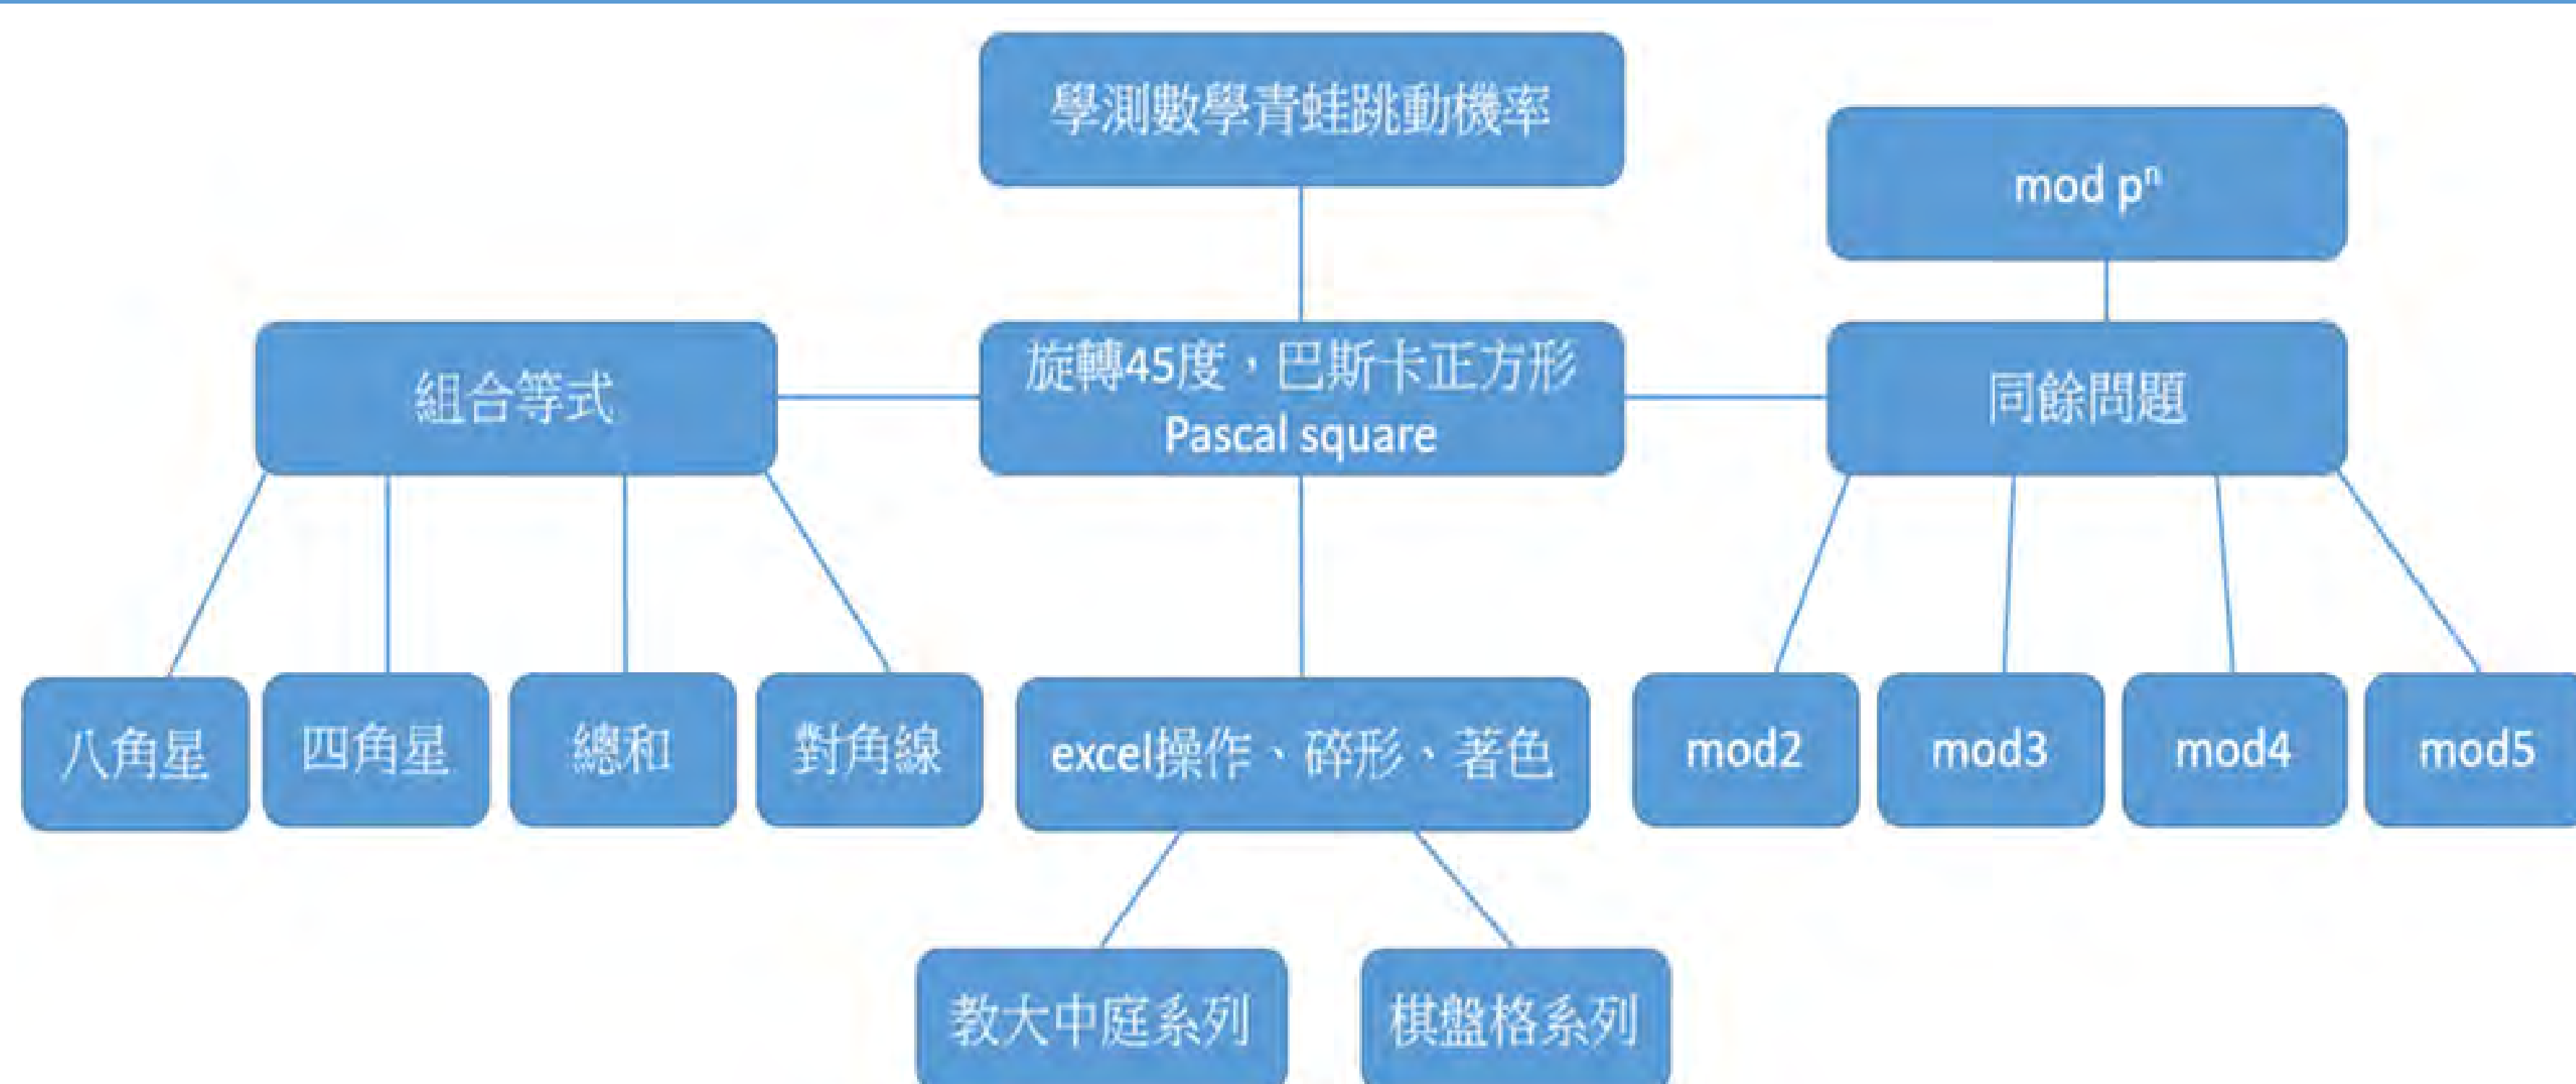 學測數學青蛙跳動機率
mod pⁿ
組合等式
旋轉45度，巴斯卡正方形
Pascal square
同餘問題
八角星
四角星
總和
對角線
excel操作、碎形、著色
mod2
mod3
mod4
mod5
教大中庭系列
棋盤格系列